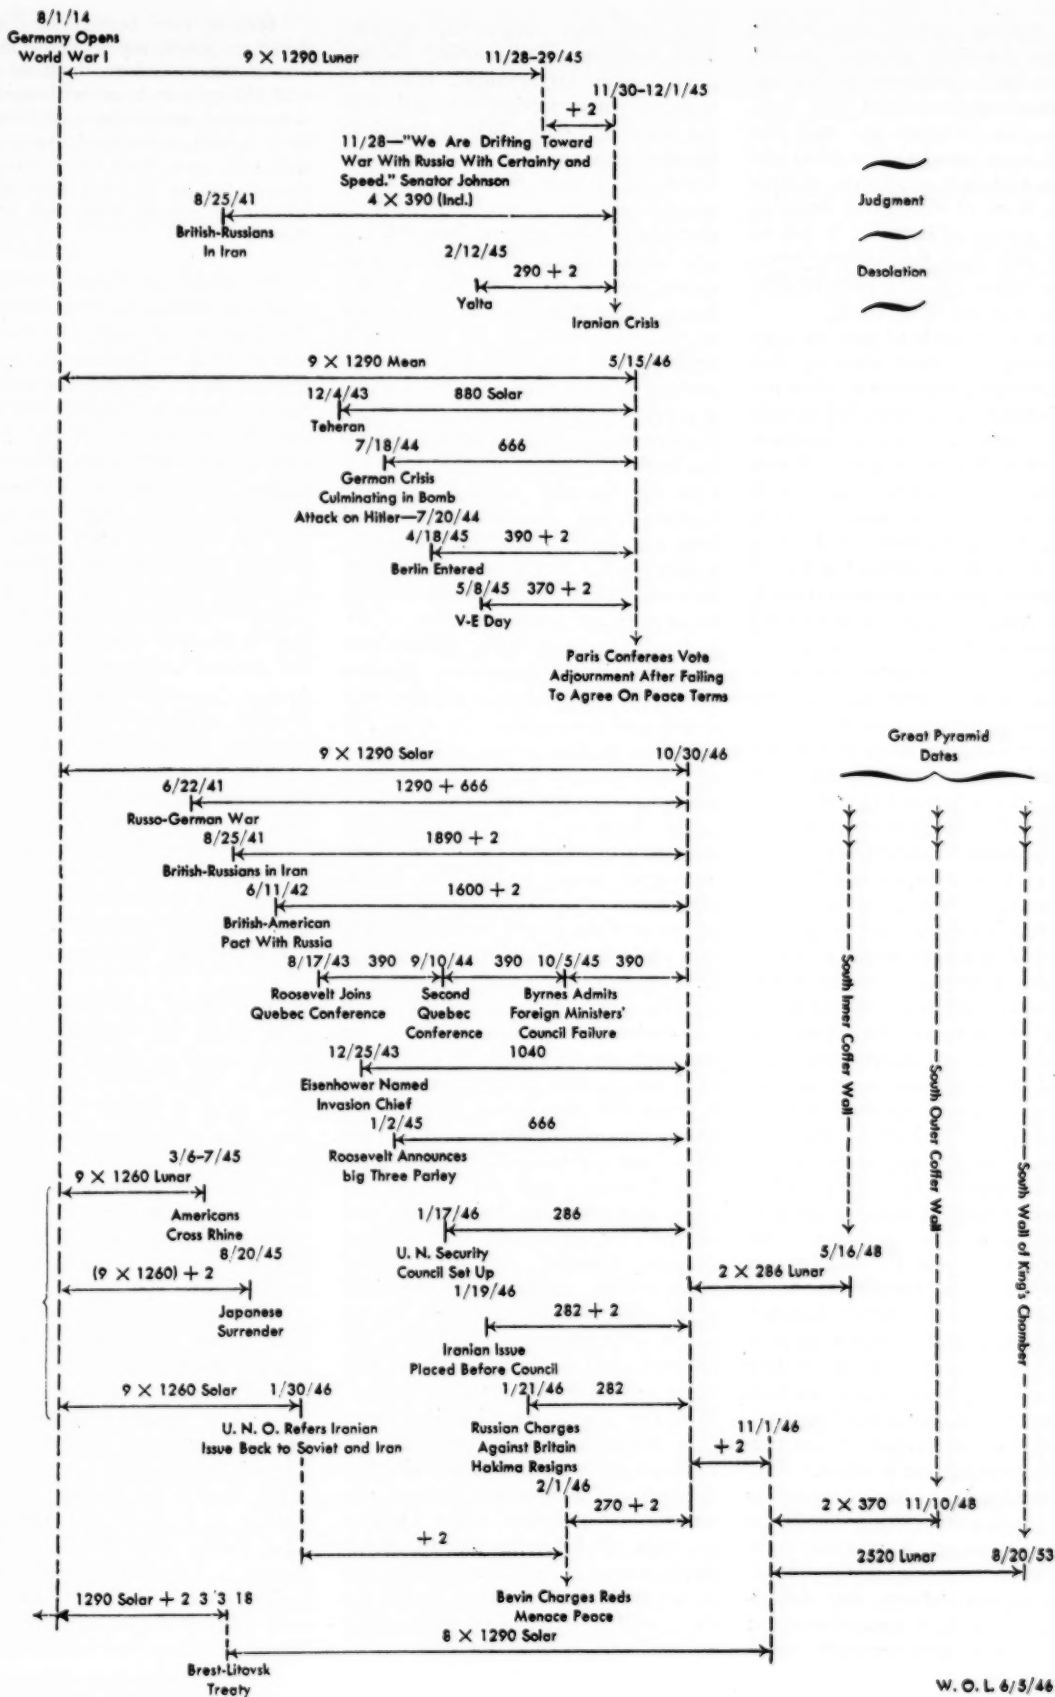 8/1/14
Germany Opens
World War I
9 × 1290 Lunar
11/28-29/45
11/30-12/1/45
+ 2
11/28—"We Are Drifting Toward
War With Russia With Certainty and
Speed." Senator Johnson
8/25/41
4 × 390 (Incl.)
British-Russians
In Iran
2/12/45
290 + 2
Yalta
Iranian Crisis
Judgment
Desolation
9 × 1290 Mean
5/15/46
12/4/43
880 Solar
Teheran
7/18/44
666
German Crisis
Culminating in Bomb
Attack on Hitler—7/20/44
4/18/45
390 + 2
Berlin Entered
5/8/45
370 + 2
V-E Day
Paris Conferees Vote
Adjournment After Failing
To Agree On Peace Terms
Great Pyramid
Dates
9 × 1290 Solar
10/30/46
6/22/41
1290 + 666
Russo-German War
8/25/41
1890 + 2
British-Russians in Iran
6/11/42
1600 + 2
British-American
Pact With Russia
8/17/43
390
9/10/44
390
10/5/45
390
Roosevelt Joins
Quebec Conference
Second
Quebec
Conference
Byrnes Admits
Foreign Ministers'
Council Failure
12/25/43
1040
Eisenhower Named
Invasion Chief
1/2/45
666
Roosevelt Announces
big Three Parley
South Inner Coffer Wall
South Outer Coffer Wall
South Wall of King's Chamber
3/6-7/45
9 × 1260 Lunar
Americans
Cross Rhine
1/17/46
286
U. N. Security
Council Set Up
5/16/48
2 × 286 Lunar
8/20/45
(9 × 1260) + 2
Japanese
Surrender
1/19/46
282 + 2
Iranian Issue
Placed Before Council
9 × 1260 Solar
1/30/46
U. N. O. Refers Iranian
Issue Back to Soviet and Iran
1/21/46
282
Russian Charges
Against Britain
Hakima Resigns
11/1/46
+ 2
2/1/46
270 + 2
2 × 370
11/10/48
+ 2
2520 Lunar
8/20/53
Bevin Charges Reds
Menace Peace
1290 Solar + 2 3 3 18
8 × 1290 Solar
Brest-Litovsk
Treaty
W. O. L. 6/5/46